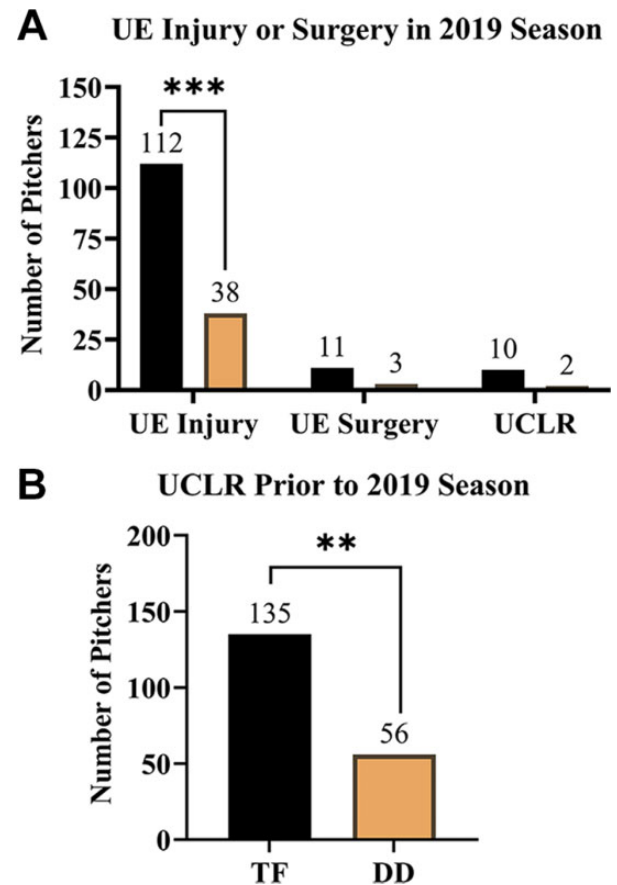 A
UE Injury or Surgery in 2019 Season
Number of Pitchers
150
125
100
75
50
25
0
***
112
38
11
3
10
2
UE Injury
UE Surgery
UCLR
B
UCLR Prior to 2019 Season
Number of Pitchers
200
150
100
50
0
**
135
56
TF
DD